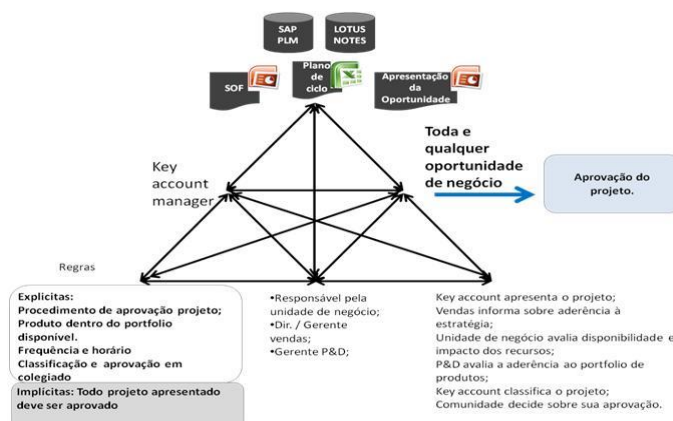 SAP
PLM
LOTUS
NOTES
SOF
Plano
de
ciclo
Apresentação
da
Oportunidade
Key
account
manager
Toda e
qualquer
oportunidade
de negócio
Aprovação do
projeto.
Regras
Explicitas:
Procedimento de aprovação projeto;
Produto dentro do portfolio
disponível.
Frequência e horário
Classificação e aprovação em
colegiado
Implícitas: Todo projeto apresentado
deve ser aprovado
•Responsável pela
unidade de negócio;
•Dir. / Gerente
vendas;
•Gerente P&D;
Key account apresenta o projeto;
Vendas informa sobre aderência à
estratégia;
Unidade de negócio avalia disponibilidade e
impacto dos recursos;
P&D avalia a aderência ao portfolio de
produtos;
Key account classifica o projeto;
Comunidade decide sobre sua aprovação.